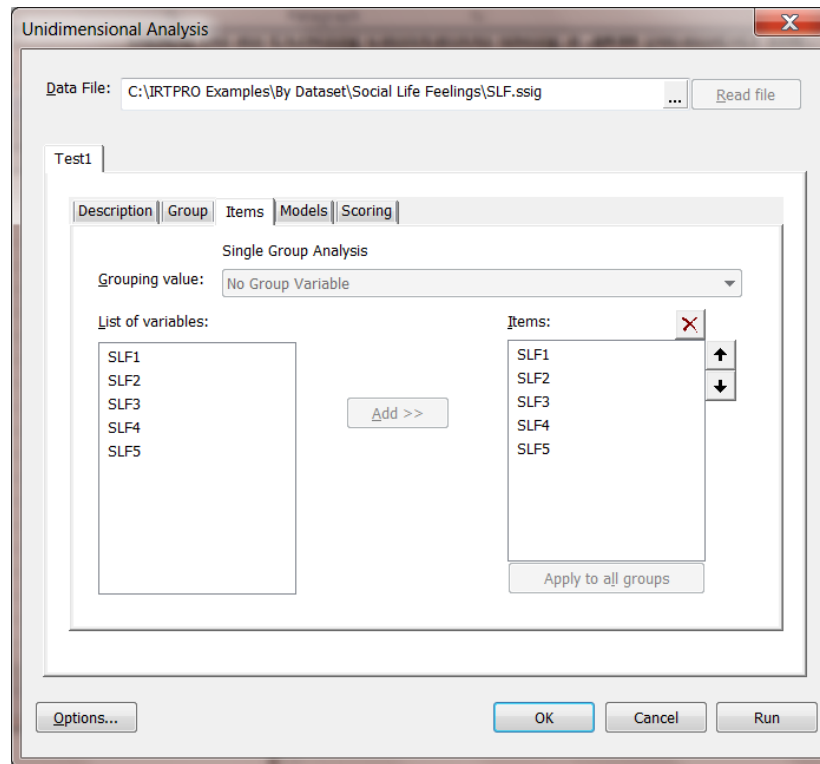 Unidimensional Analysis
Data File: C:\IRTPRO Examples\By Dataset\Social Life Feelings\SLF.ssig ... Read file
Test1
Description Group Items Models Scoring
Single Group Analysis
Grouping value: No Group Variable
List of variables: Items:
SLF1 SLF1
SLF2 SLF2
SLF3 SLF3
Add >>
SLF4 SLF4
SLF5 SLF5
Apply to all groups
Options... OK Cancel Run